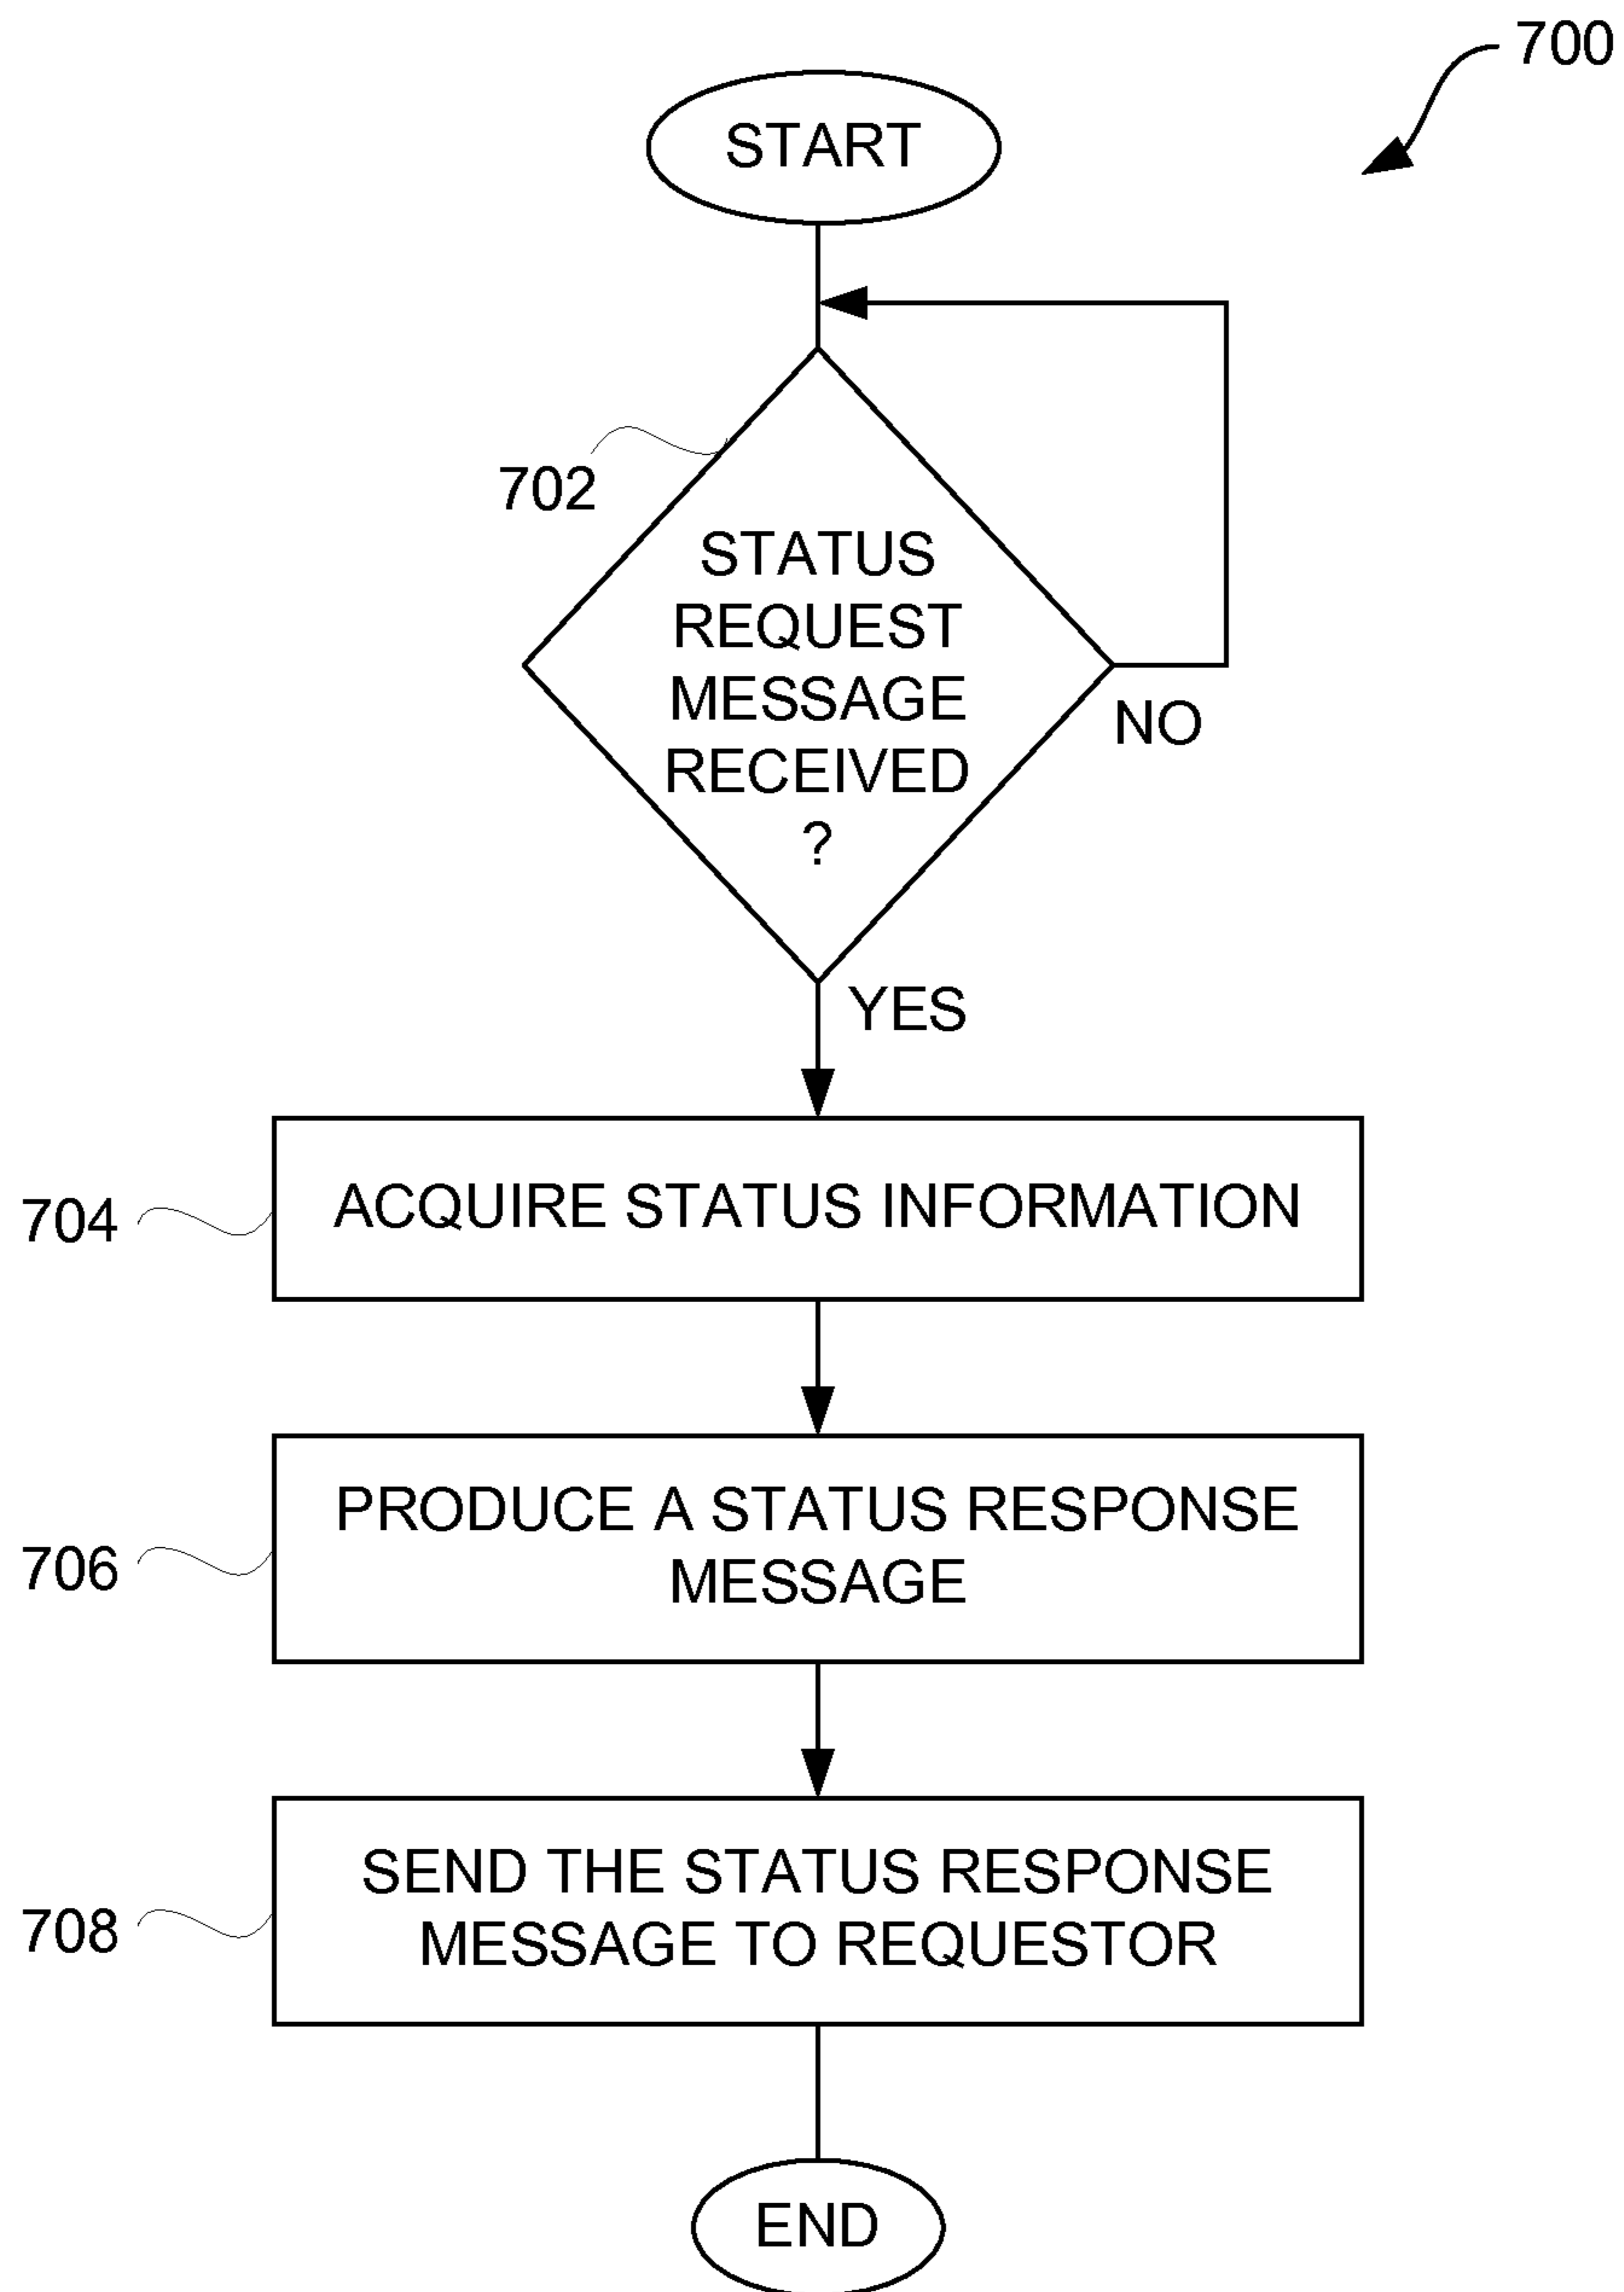 700
START
702
STATUS
REQUEST
MESSAGE
RECEIVED
?
NO
YES
704
ACQUIRE STATUS INFORMATION
706
PRODUCE A STATUS RESPONSE
MESSAGE
708
SEND THE STATUS RESPONSE
MESSAGE TO REQUESTOR
END